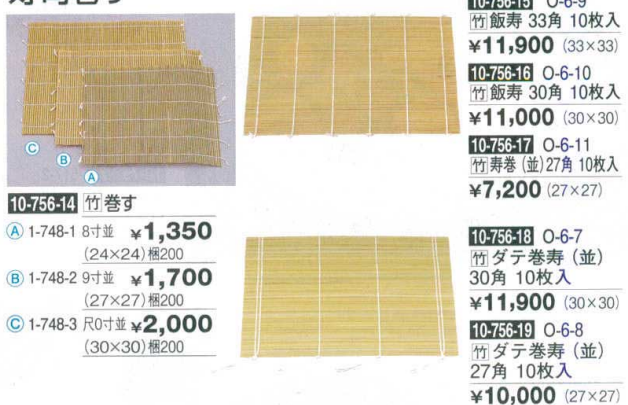 Ⓒ
Ⓑ
Ⓐ
10-756-14 竹 巻す
Ⓐ 1-748-1 8寸並 ¥1,350
(24×24)梱200
Ⓑ 1-748-2 9寸並 ¥1,700
(27×27)梱200
Ⓒ 1-748-3 尺0寸並 ¥2,000
(30×30)梱200
10-756-15 O-6-9
竹 飯寿 33角 10枚入
¥11,900 (33×33)
10-756-16 O-6-10
竹 飯寿 30角 10枚入
¥11,000 (30×30)
10-756-17 O-6-11
竹 寿巻 (並)27角 10枚入
¥7,200 (27×27)
10-756-18 O-6-7
竹 ダテ巻寿 (並)
30角 10枚入
¥11,900 (30×30)
10-756-19 O-6-8
竹 ダテ巻寿 (並)
27角 10枚入
¥10,000 (27×27)